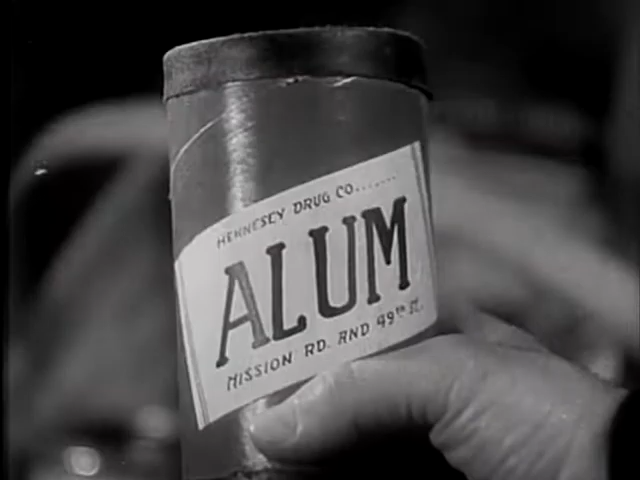 HENNESEY DRUG CO........
ALUM
MISSION RD. AND 49TH ST.